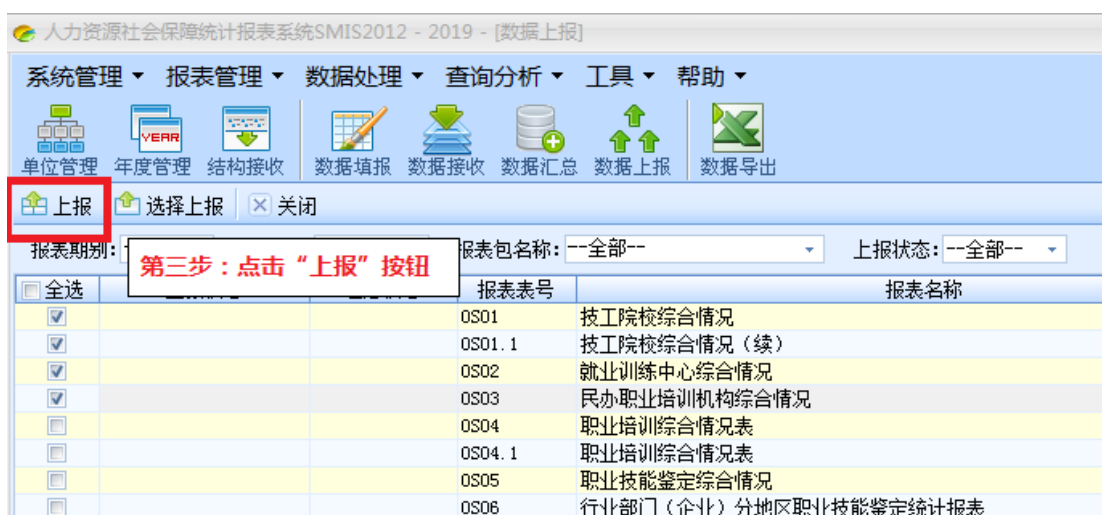 人力资源社会保障统计报表系统SMIS2012 - 2019 - [数据上报]
系统管理 报表管理 数据处理 查询分析 工具 帮助
YEAR
单位管理 年度管理 结构接收 数据填报 数据接收 数据汇总 数据上报 数据导出
上报 选择上报 关闭
报表期别: 报表包名称: --全部-- 上报状态: --全部--
第三步：点击“上报”按钮
全选 报表表号 报表名称
0S01 技工院校综合情况
0S01.1 技工院校综合情况（续）
0S02 就业训练中心综合情况
0S03 民办职业培训机构综合情况
0S04 职业培训综合情况表
0S04.1 职业培训综合情况表
0S05 职业技能鉴定综合情况
0S06 行业部门（企业）分地区职业技能鉴定统计报表